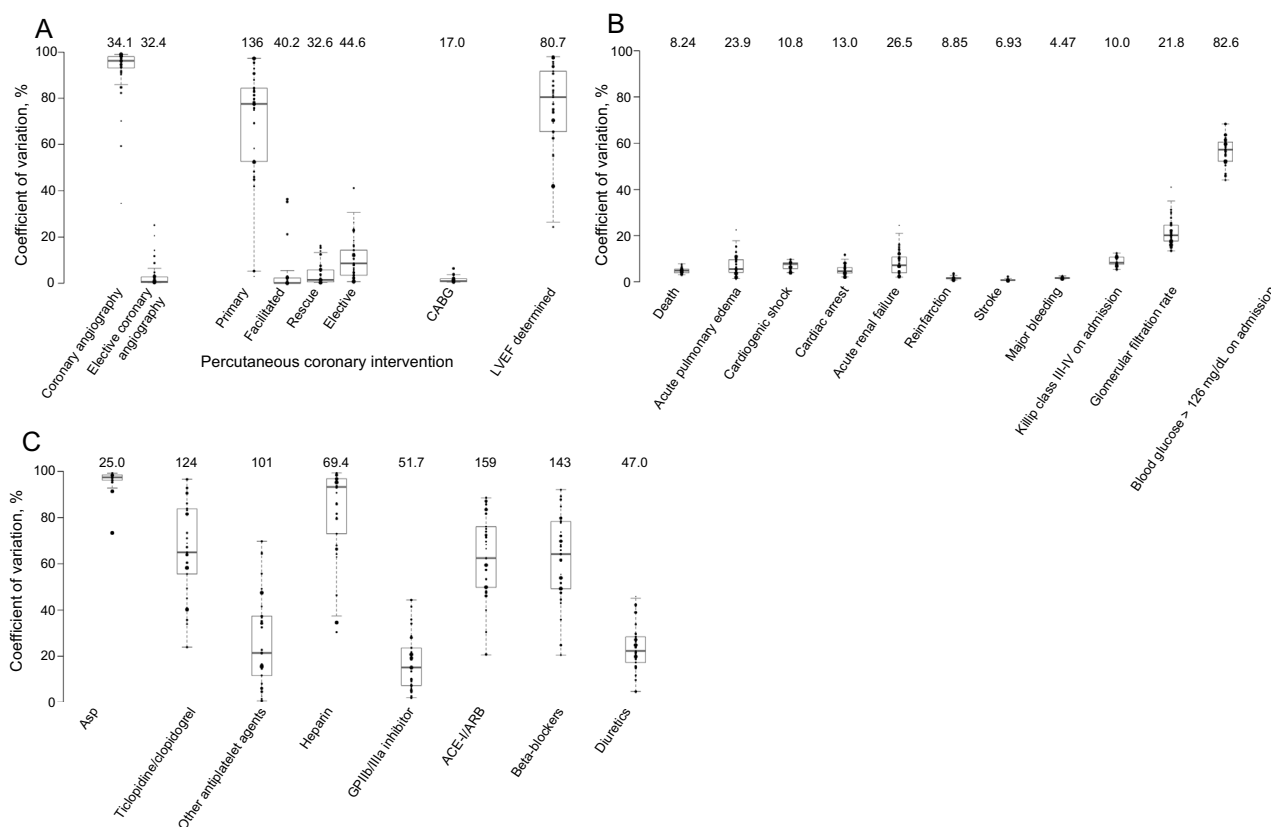 A
34.1 32.4 136 40.2 32.6 44.6 17.0 80.7
100
80
60
40
20
0
Coefficient of variation, %
Coronary angiography
Elective coronary
angiography
Primary
Facilitated
Rescue
Elective
CABG
LVEF determined
Percutaneous coronary intervention
B
8.24 23.9 10.8 13.0 26.5 8.85 6.93 4.47 10.0 21.8 82.6
100
80
60
40
20
0
Coefficient of variation, %
Death
Acute pulmonary edema
Cardiogenic shock
Cardiac arrest
Acute renal failure
Reinfarction
Stroke
Major bleeding
Killip class III-IV on admission
Glomerular filtration rate
Blood glucose > 126 mg/dL on admission
C
25.0 124 101 69.4 51.7 159 143 47.0
100
80
60
40
20
0
Coefficient of variation, %
Asp
Ticlopidine/clopidogrel
Other antiplatelet agents
Heparin
GPIIb/IIIa inhibitor
ACE-I/ARB
Beta-blockers
Diuretics